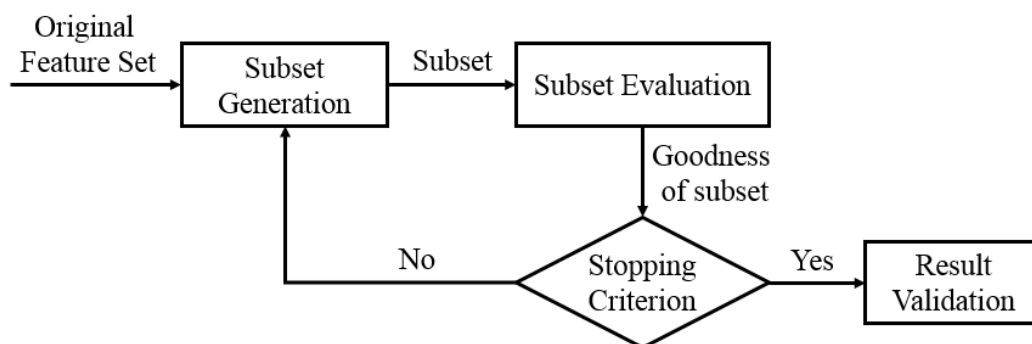 Original
Feature Set
Subset
Generation
Subset
Subset Evaluation
Goodness
of subset
Stopping
Criterion
No
Yes
Result
Validation